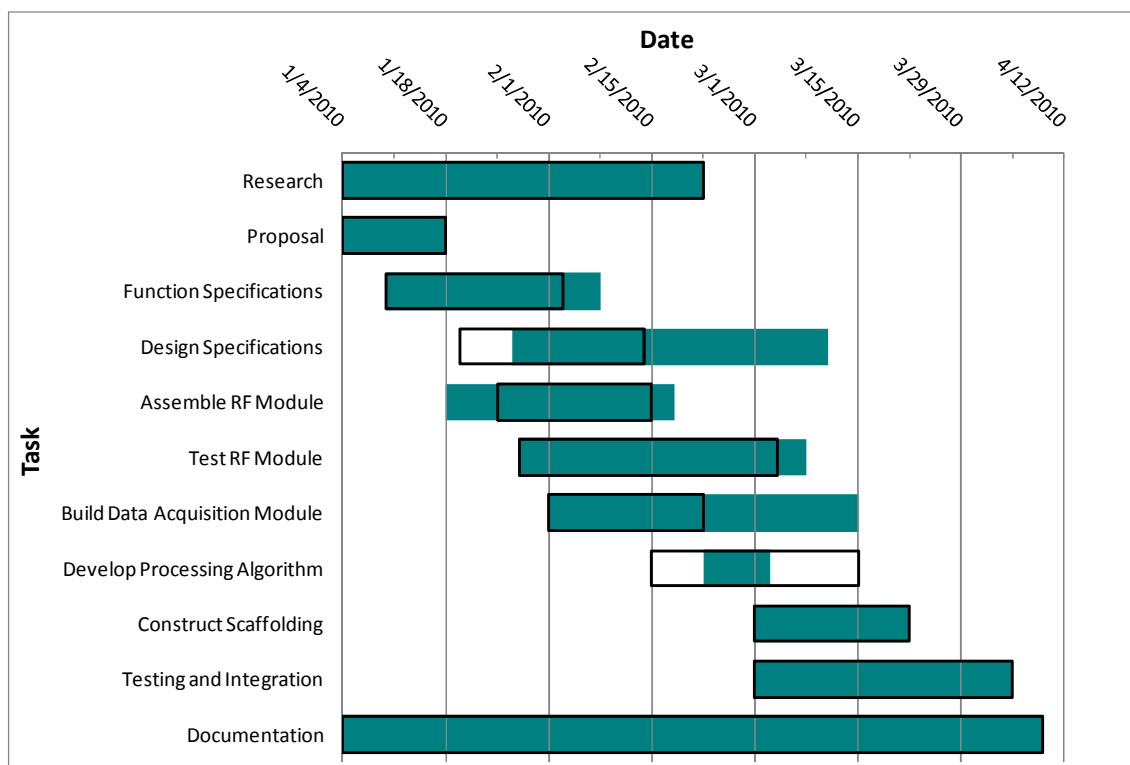 Date
1/4/2010
1/18/2010
2/1/2010
2/15/2010
3/1/2010
3/15/2010
3/29/2010
4/12/2010
Task
Research
Proposal
Function Specifications
Design Specifications
Assemble RF Module
Test RF Module
Build Data Acquisition Module
Develop Processing Algorithm
Construct Scaffolding
Testing and Integration
Documentation